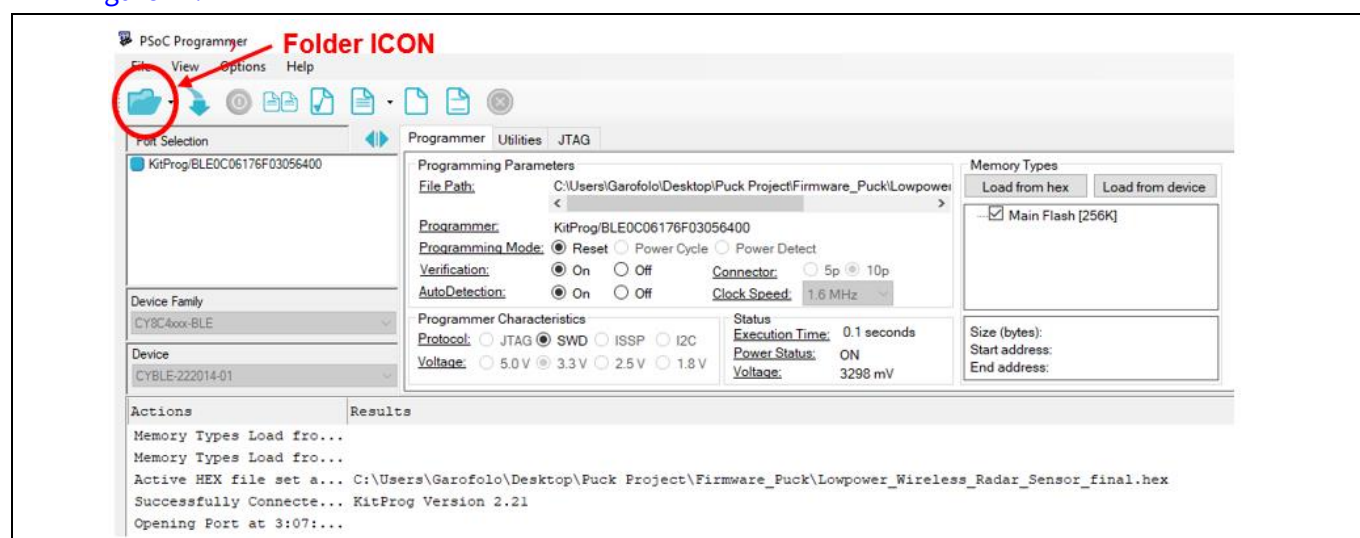 PSoC Programmer
Folder ICON
File View Options Help
Port Selection
KitProg/BLE0C06176F03056400
Device Family
CY8C4xxx-BLE
Device
CYBLE-222014-01
Programmer Utilities JTAG
Programming Parameters
File Path: C:\Users\Garofolo\Desktop\Puck Project\Firmware_Puck\Lowpower
Programmer: KitProg/BLE0C06176F03056400
Programming Mode: Reset Power Cycle Power Detect
Verification: On Off Connector: 5p 10p
AutoDetection: On Off Clock Speed: 1.6 MHz
Programmer Characteristics
Protocol: JTAG SWD ISSP I2C
Voltage: 5.0 V 3.3 V 2.5 V 1.8 V
Status
Execution Time: 0.1 seconds
Power Status: ON
Voltage: 3298 mV
Memory Types
Load from hex Load from device
Main Flash [256K]
Size (bytes):
Start address:
End address:
Actions Results
Memory Types Load fro...
Memory Types Load fro...
Active HEX file set a... C:\Users\Garofolo\Desktop\Puck Project\Firmware_Puck\Lowpower_Wireless_Radar_Sensor_final.hex
Successfully Connecte... KitProg Version 2.21
Opening Port at 3:07:...